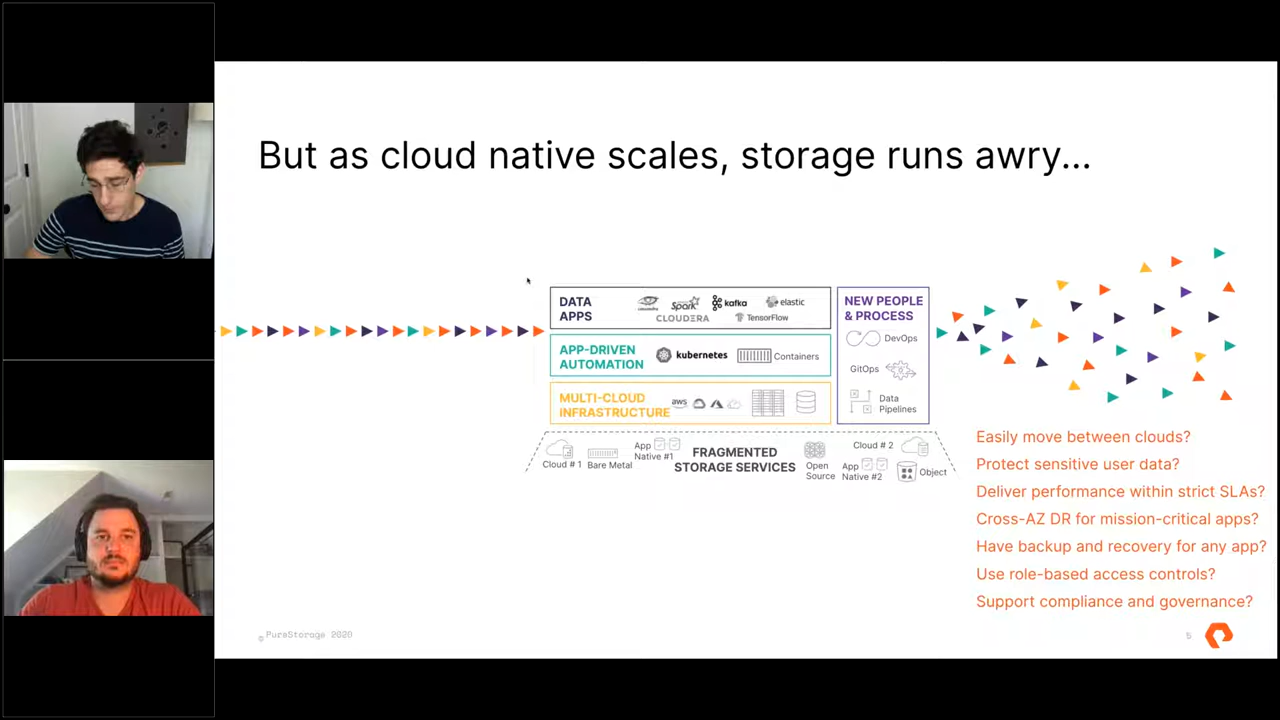 But as cloud native scales, storage runs awry...
DATA
APPS
Spark
kafka
elastic
CLOUDERA
TensorFlow
NEW PEOPLE
& PROCESS
DevOps
GitOps
Data
Pipelines
APP-DRIVEN
AUTOMATION
kubernetes
Containers
MULTI-CLOUD
INFRASTRUCTURE
aws
Cloud # 1
Bare Metal
App
Native #1
FRAGMENTED
STORAGE SERVICES
Open
Source
Cloud # 2
App
Native #2
Object
Easily move between clouds?
Protect sensitive user data?
Deliver performance within strict SLAs?
Cross-AZ DR for mission-critical apps?
Have backup and recovery for any app?
Use role-based access controls?
Support compliance and governance?
© PureStorage 2020
5